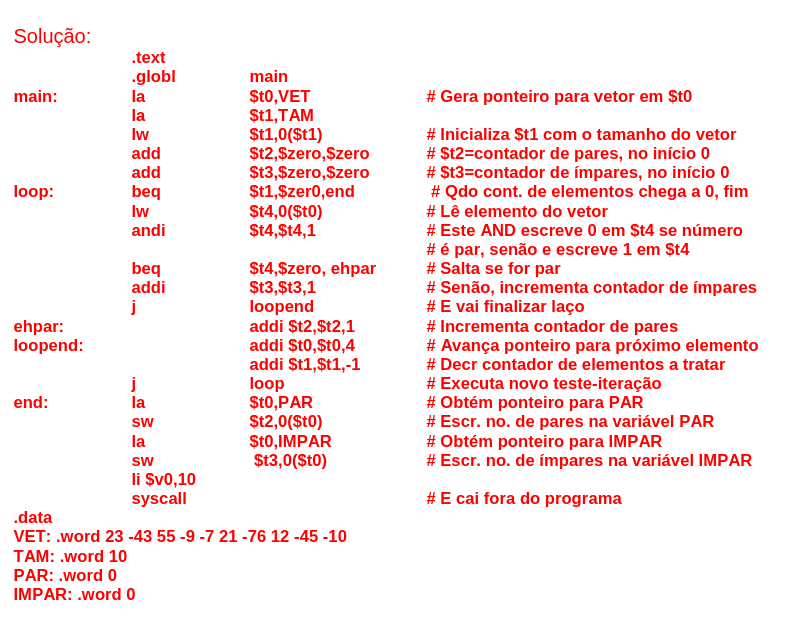 Solução:
.text
.globl main
main: la $t0,VET # Gera ponteiro para vetor em $t0
la $t1,TAM
lw $t1,0($t1) # Inicializa $t1 com o tamanho do vetor
add $t2,$zero,$zero # $t2=contador de pares, no início 0
add $t3,$zero,$zero # $t3=contador de ímpares, no início 0
loop: beq $t1,$zer0,end # Qdo cont. de elementos chega a 0, fim
lw $t4,0($t0) # Lê elemento do vetor
andi $t4,$t4,1 # Este AND escreve 0 em $t4 se número
# é par, senão e escreve 1 em $t4
beq $t4,$zero, ehpar # Salta se for par
addi $t3,$t3,1 # Senão, incrementa contador de ímpares
j loopend # E vai finalizar laço
ehpar: addi $t2,$t2,1 # Incrementa contador de pares
loopend: addi $t0,$t0,4 # Avança ponteiro para próximo elemento
addi $t1,$t1,-1 # Decr contador de elementos a tratar
j loop # Executa novo teste-iteração
end: la $t0,PAR # Obtém ponteiro para PAR
sw $t2,0($t0) # Escr. no. de pares na variável PAR
la $t0,IMPAR # Obtém ponteiro para IMPAR
sw $t3,0($t0) # Escr. no. de ímpares na variável IMPAR
li $v0,10
syscall # E cai fora do programa
.data
VET: .word 23 -43 55 -9 -7 21 -76 12 -45 -10
TAM: .word 10
PAR: .word 0
IMPAR: .word 0